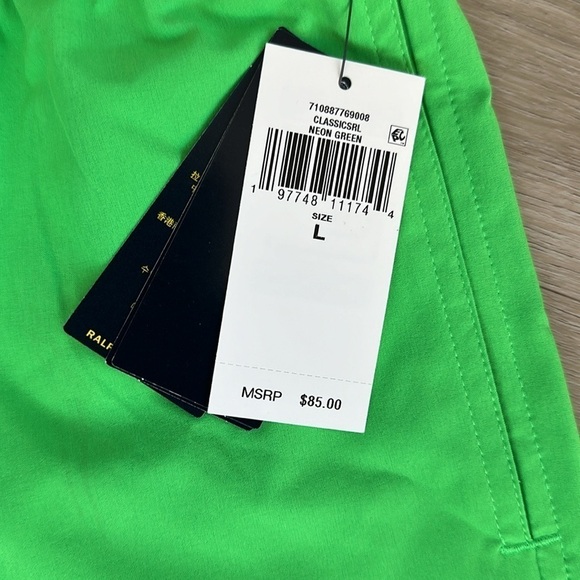 710887769008
CLASSICSRL
NEON GREEN
1 97748 11174 4
SIZE
L
MSRP $85.00
香港
RALP